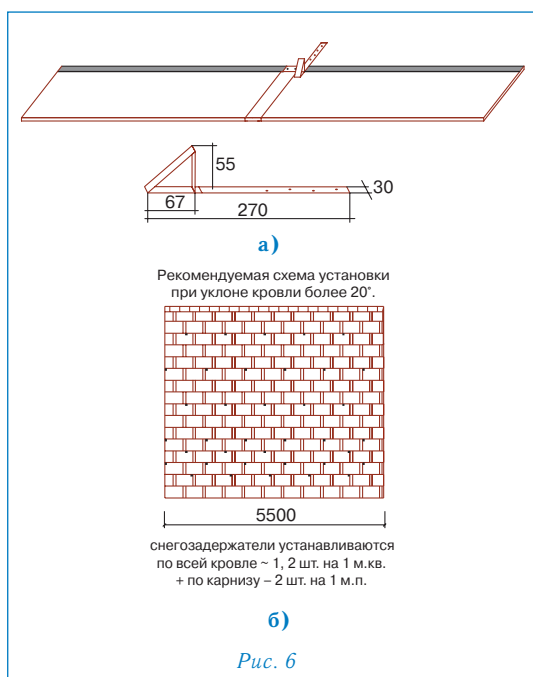 55
30
67
270
а)
Рекомендуемая схема установки
при уклоне кровли более 20°.
5500
снегозадержатели устанавливаются
по всей кровле ~ 1, 2 шт. на 1 м.кв.
+ по карнизу – 2 шт. на 1 м.п.
б)
Рис. 6